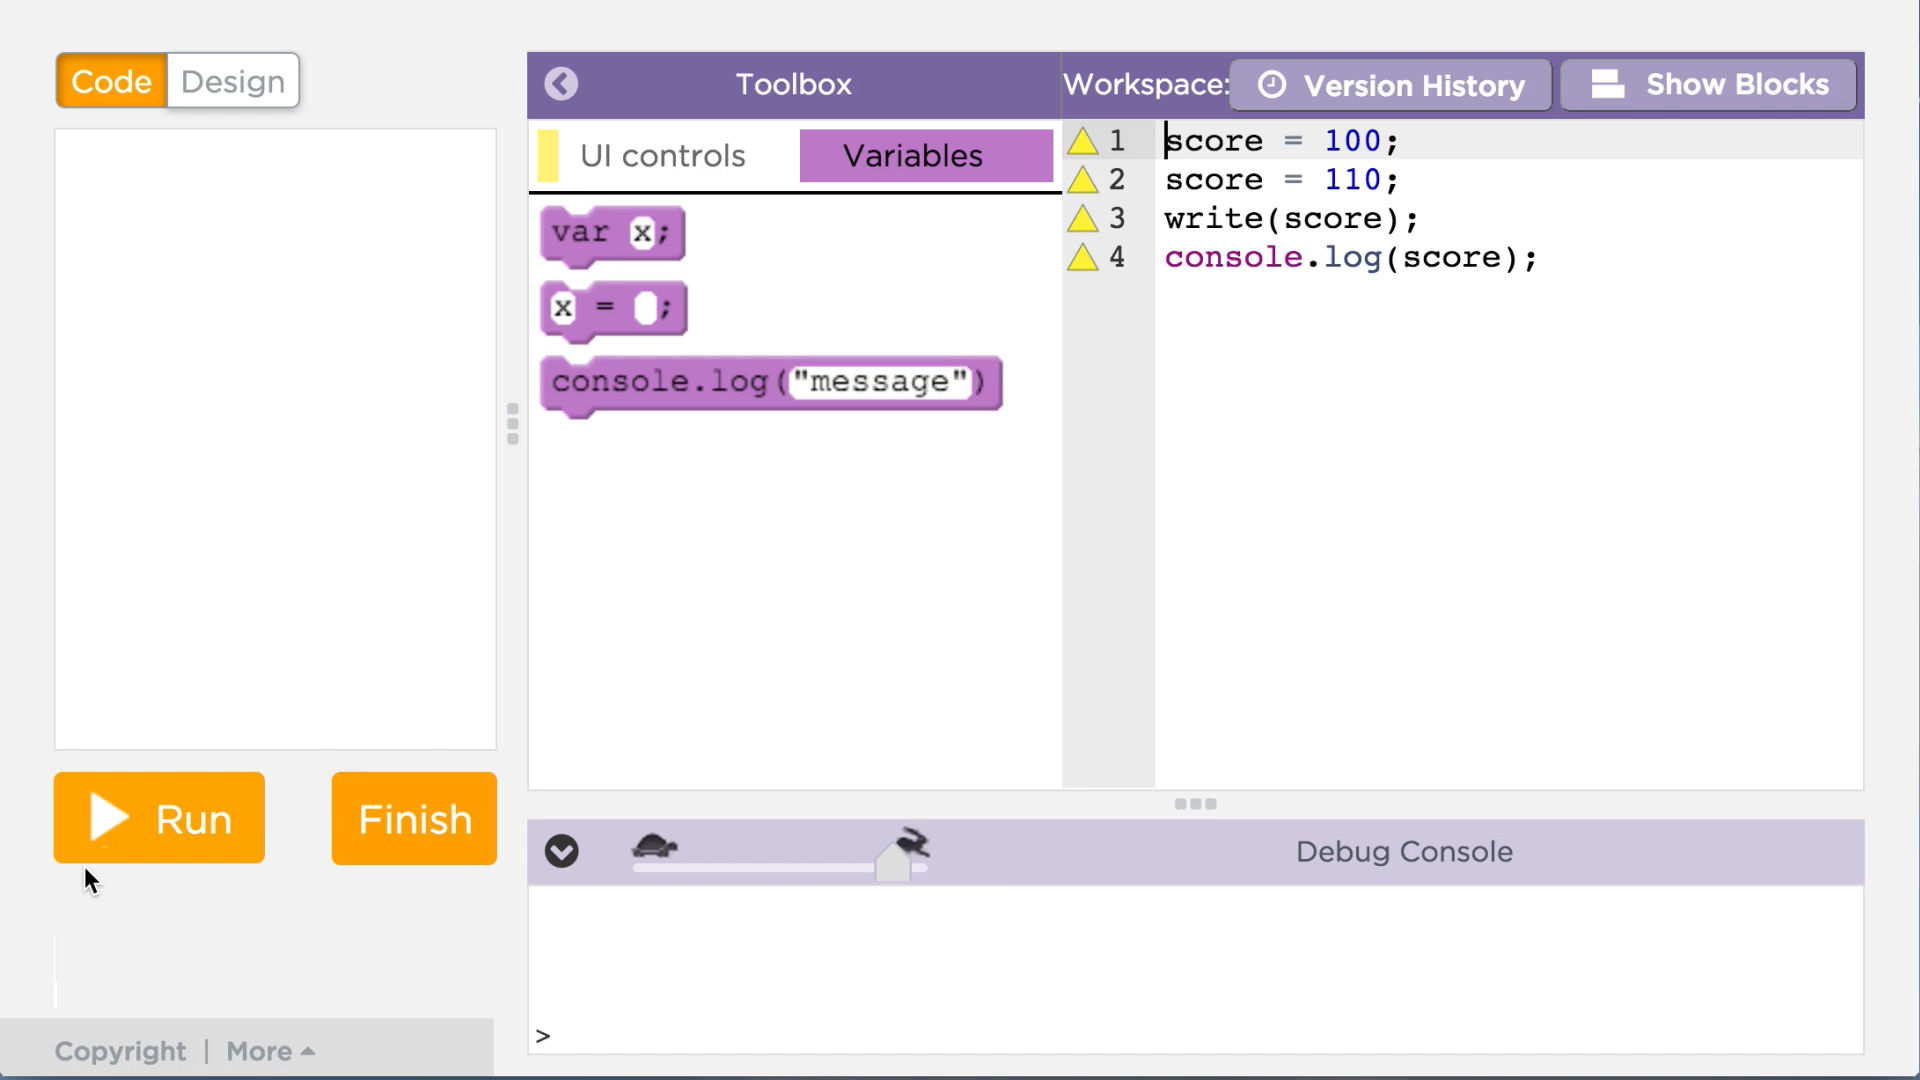 Code Design
Toolbox
Workspace: Version History Show Blocks
UI controls Variables
var x;
x = ;
console.log("message")
1 score = 100;
2 score = 110;
3 write(score);
4 console.log(score);
Run Finish
Debug Console
>
Copyright | More